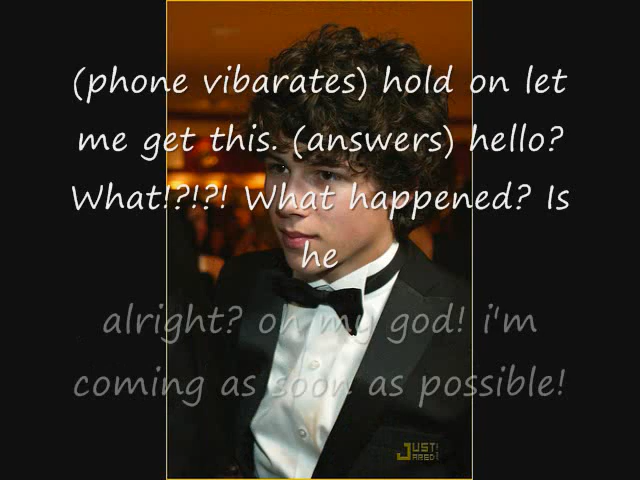 (phone vibarates) hold on let
me get this. (answers) hello?
What!?!?! What happened? Is
he
alright? oh my god! i'm
coming as soon as possible!
JUST!
JARED!